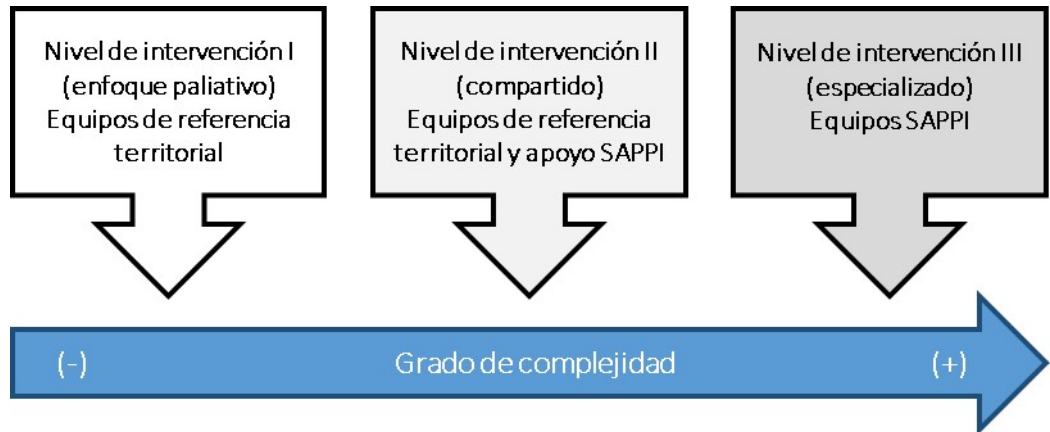 Nivel de intervención I
(enfoque paliativo)
Equipos de referencia
territorial
Nivel de intervención II
(compartido)
Equipos de referencia
territorial y apoyo SAPPI
Nivel de intervención III
(especializado)
Equipos SAPPI
(-)
Grado de complejidad
(+)